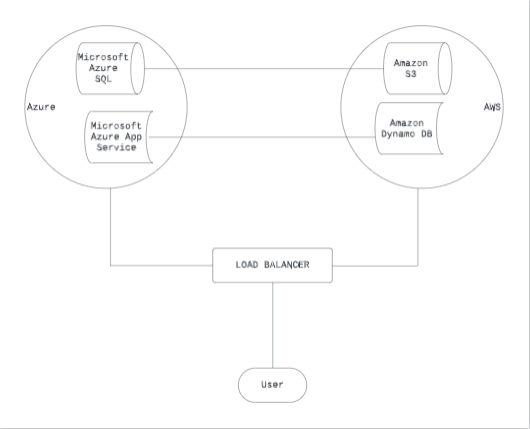 Microsoft
Azure
SQL
Amazon
S3
Azure
AWS
Microsoft
Azure App
Service
Amazon
Dynamo DB
LOAD BALANCER
User